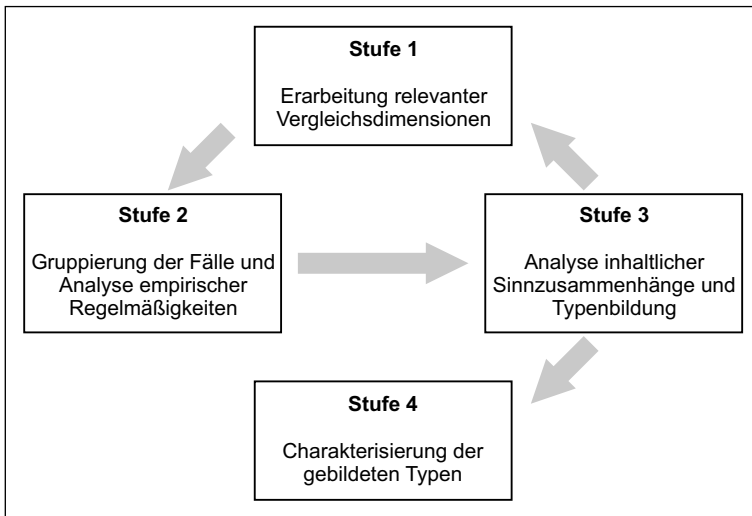 Stufe 1
Erarbeitung relevanter
Vergleichsdimensionen
Stufe 2
Gruppierung der Fälle und
Analyse empirischer
Regelmäßigkeiten
Stufe 3
Analyse inhaltlicher
Sinnzusammenhänge und
Typenbildung
Stufe 4
Charakterisierung der
gebildeten Typen